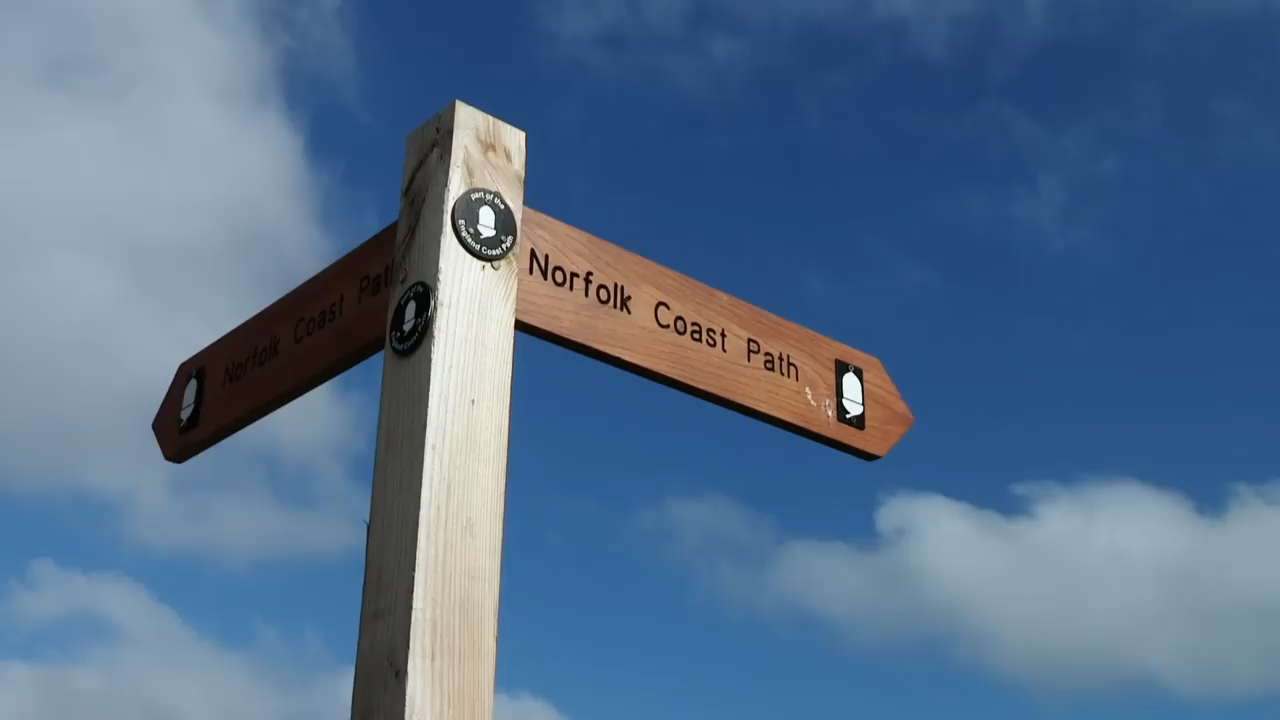 part of the
England Coast Path
Norfolk Coast Path
Norfolk Coast Path